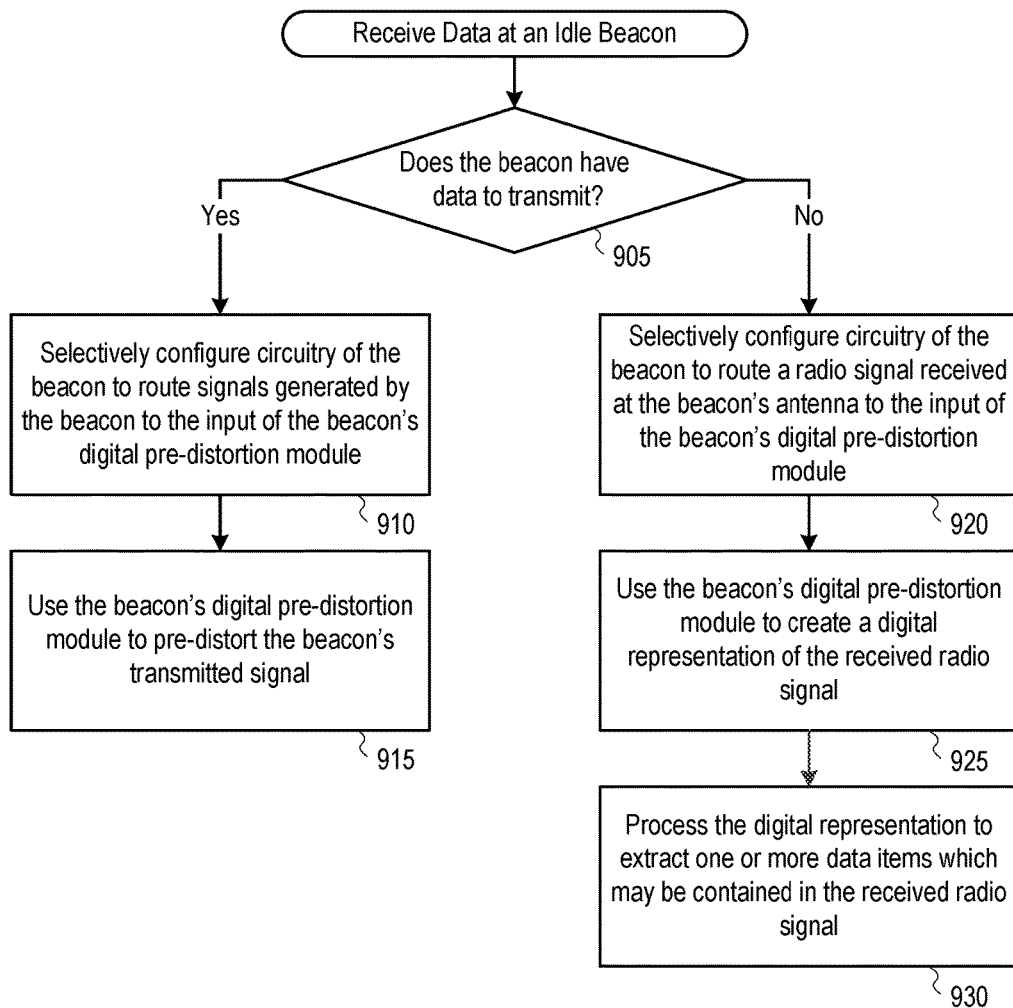 Receive Data at an Idle Beacon
Does the beacon have
data to transmit?
Yes
No
905
Selectively configure circuitry of the
beacon to route signals generated by
the beacon to the input of the beacon's
digital pre-distortion module
910
Use the beacon's digital pre-distortion
module to pre-distort the beacon's
transmitted signal
915
Selectively configure circuitry of the
beacon to route a radio signal received
at the beacon's antenna to the input of
the beacon's digital pre-distortion
module
920
Use the beacon's digital pre-distortion
module to create a digital
representation of the received radio
signal
925
Process the digital representation to
extract one or more data items which
may be contained in the received radio
signal
930